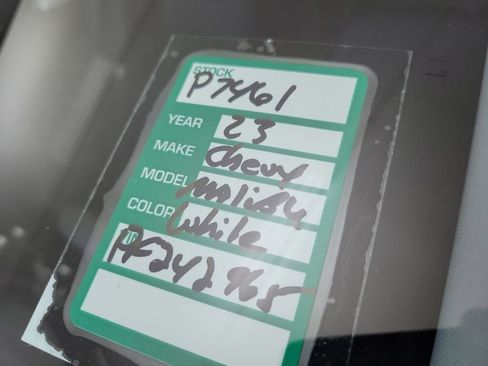 STOCK
P7461
YEAR 23
MAKE Chevy
MODEL Malibu
COLOR White
PF242965